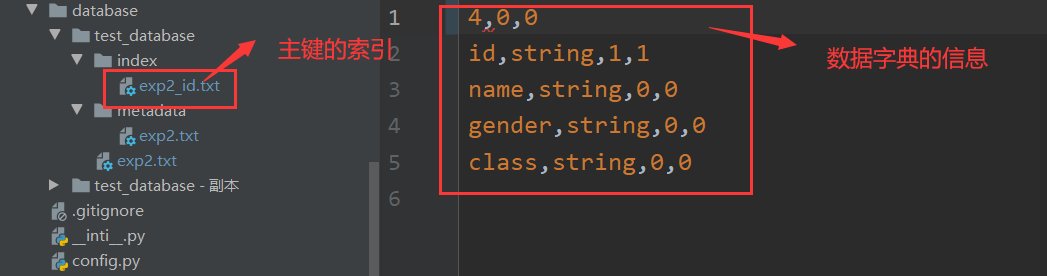 database
test_database
index
exp2_id.txt
metadata
exp2.txt
exp2.txt
test_database - 副本
.gitignore
__inti__.py
config.py
主键的索引
1 4,0,0
2 id,string,1,1
3 name,string,0,0
4 gender,string,0,0
5 class,string,0,0
6
数据字典的信息